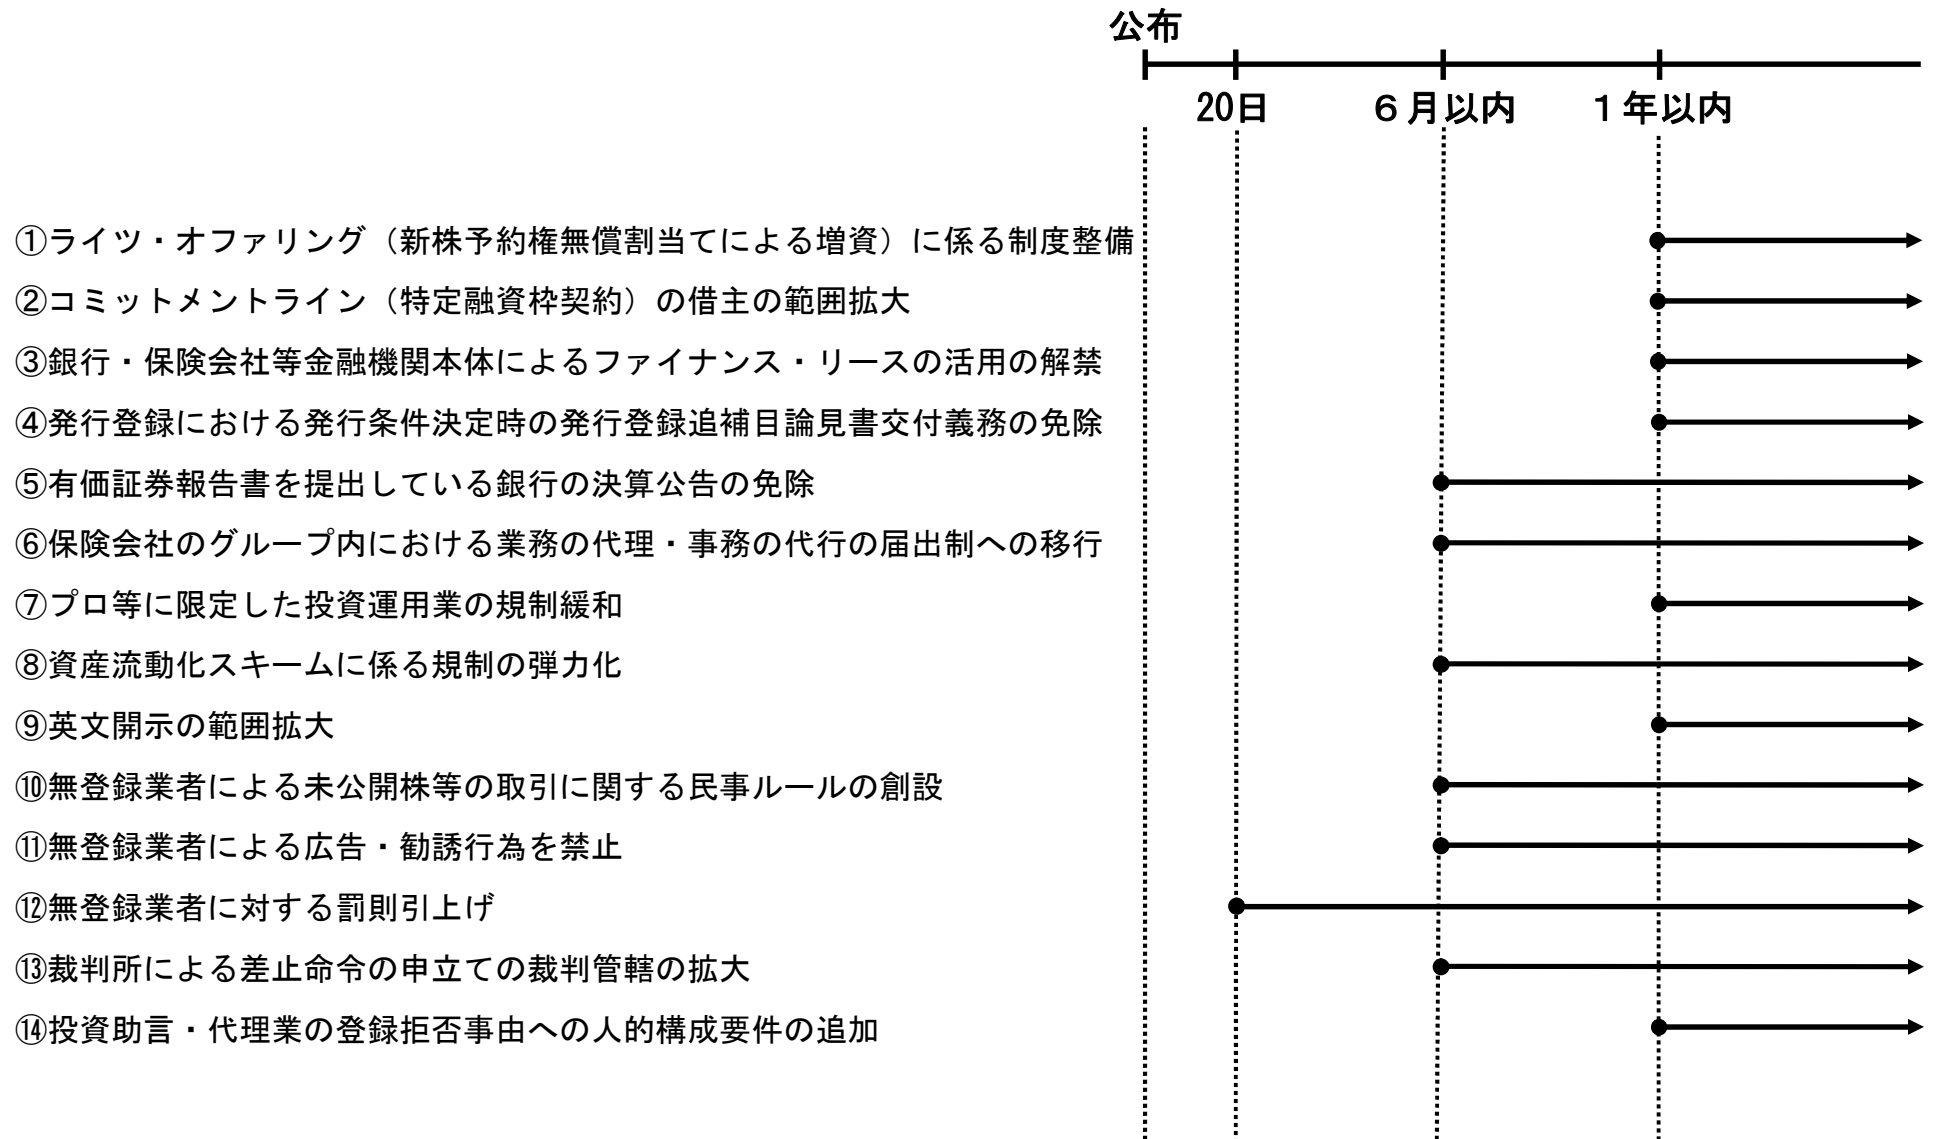 公布
20日 ６月以内 １年以内
①ライツ・オファリング（新株予約権無償割当てによる増資）に係る制度整備
②コミットメントライン（特定融資枠契約）の借主の範囲拡大
③銀行・保険会社等金融機関本体によるファイナンス・リースの活用の解禁
④発行登録における発行条件決定時の発行登録追補目論見書交付義務の免除
⑤有価証券報告書を提出している銀行の決算公告の免除
⑥保険会社のグループ内における業務の代理・事務の代行の届出制への移行
⑦プロ等に限定した投資運用業の規制緩和
⑧資産流動化スキームに係る規制の弾力化
⑨英文開示の範囲拡大
⑩無登録業者による未公開株等の取引に関する民事ルールの創設
⑪無登録業者による広告・勧誘行為を禁止
⑫無登録業者に対する罰則引上げ
⑬裁判所による差止命令の申立ての裁判管轄の拡大
⑭投資助言・代理業の登録拒否事由への人的構成要件の追加